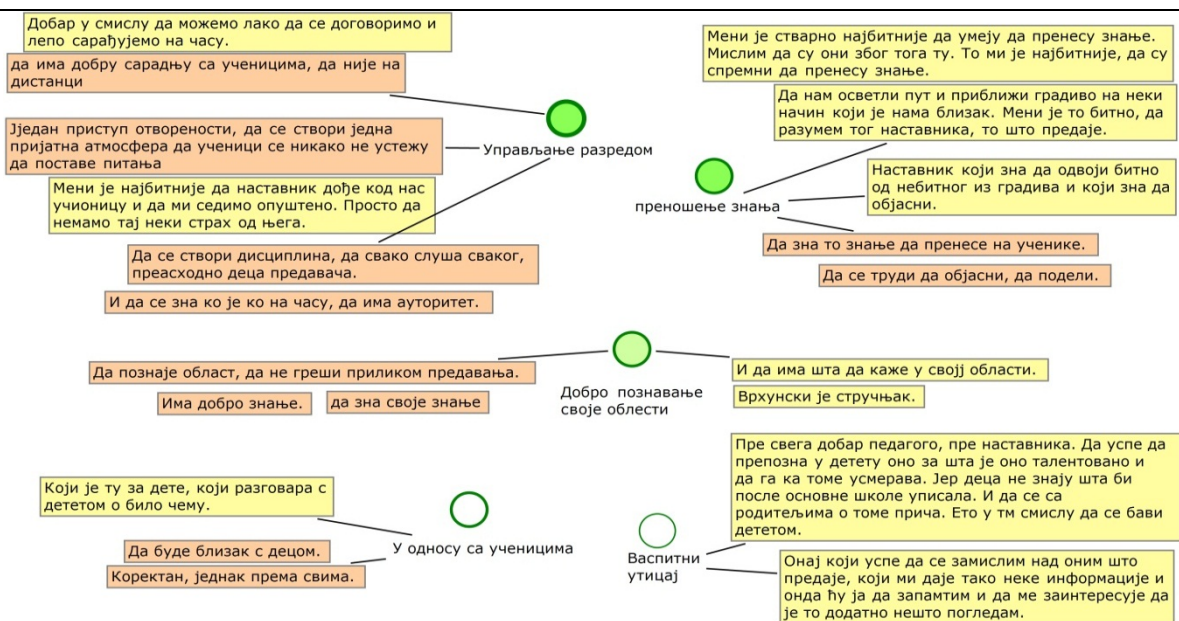 Добар у смислу да можемо лако да се договоримо и
лепо сарађујемо на часу.
да има добру сарадњу са ученицима, да није на
дистанци
Јједан приступ отворености, да се створи једна
пријатна атмосфера да ученици се никако не устежу
да поставе питања
Управљање разредом
Мени је најбитније да наставник дође код нас
учионицу и да ми седимо опуштено. Просто да
немамо тај неки страх од њега.
Да се створи дисциплина, да свако слуша сваког,
преасходно деца предавача.
И да се зна ко је ко на часу, да има ауторитет.
Мени је стварно најбитније да умеју да пренесу знање.
Мислим да су они због тога ту. То ми је најбитније, да су
спремни да пренесу знање.
Да нам осветли пут и приближи градиво на неки
начин који је нама близак. Мени је то битно, да
разумем тог наставника, то што предаје.
Наставник који зна да одвоји битно
од небитног из градива и који зна да
објасни.
преношење знања
Да зна то знање да пренесе на ученике.
Да се труди да објасни, да подели.
Да познаје област, да не греши приликом предавања.
Има добро знање.
да зна своје знање
Добро познавање
своје облести
И да има шта да каже у својј области.
Врхунски је стручњак.
Који је ту за дете, који разговара с
дететом о било чему.
Да буде близак с децом.
Коректан, једнак према свима.
У односу са ученицима
Пре свега добар педагого, пре наставника. Да успе да
препозна у детету оно за шта је оно талентовано и
да га ка томе усмерава. Јер деца не знају шта би
после основне школе уписала. И да се са
родитељима о томе прича. Ето у тм смислу да се бави
дететом.
Васпитни
утицај
Онај који успе да се замислим над оним што
предаје, који ми даје тако неке информације и
онда ћу ја да запамтим и да ме заинтересује да
је то додатно нешто погледам.